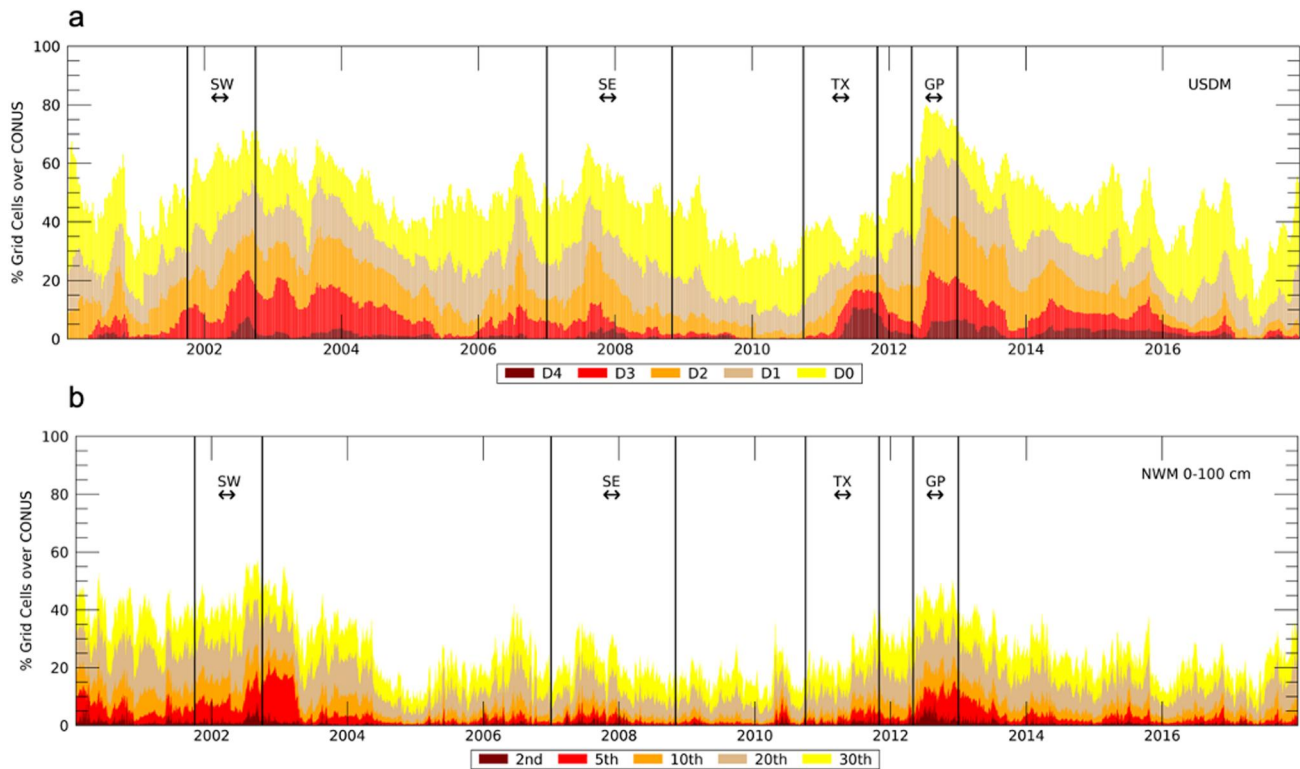 a
100
80
60
40
20
0
% Grid Cells over CONUS
SW
SE
TX
GP
USDM
2002 2004 2006 2008 2010 2012 2014 2016
D4 D3 D2 D1 D0
b
100
80
60
40
20
0
% Grid Cells over CONUS
SW
SE
TX
GP
NWM 0-100 cm
2002 2004 2006 2008 2010 2012 2014 2016
2nd 5th 10th 20th 30th